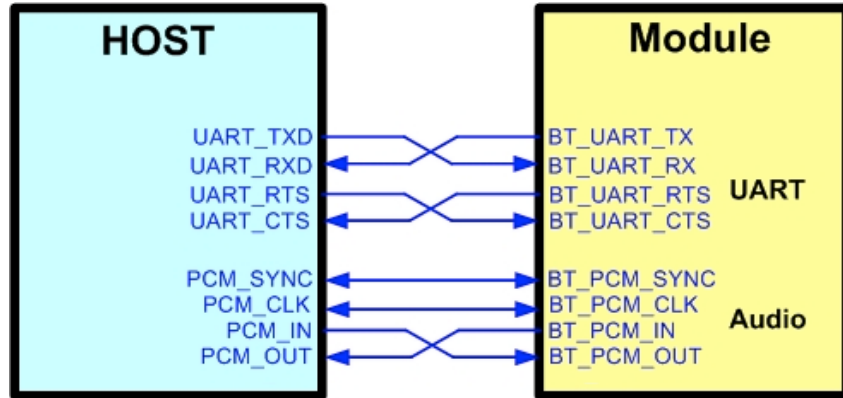 HOST
Module
UART_TXD
BT_UART_TX
UART_RXD
BT_UART_RX
UART_RTS
BT_UART_RTS
UART
UART_CTS
BT_UART_CTS
PCM_SYNC
BT_PCM_SYNC
PCM_CLK
BT_PCM_CLK
Audio
PCM_IN
BT_PCM_IN
PCM_OUT
BT_PCM_OUT